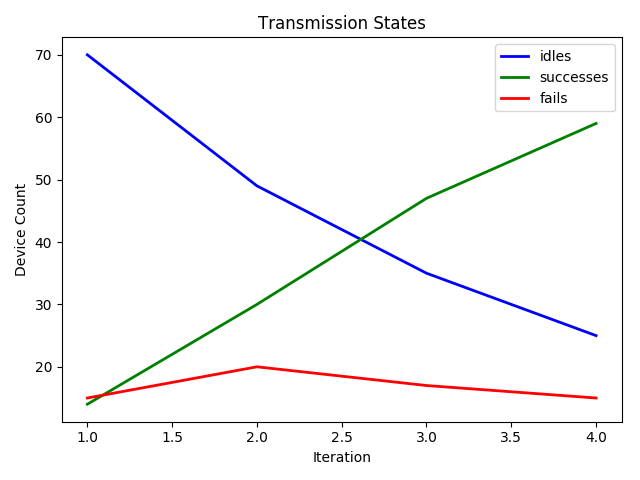 Transmission States
idles
successes
fails
Device Count
70
60
50
40
30
20
1.0 1.5 2.0 2.5 3.0 3.5 4.0
Iteration